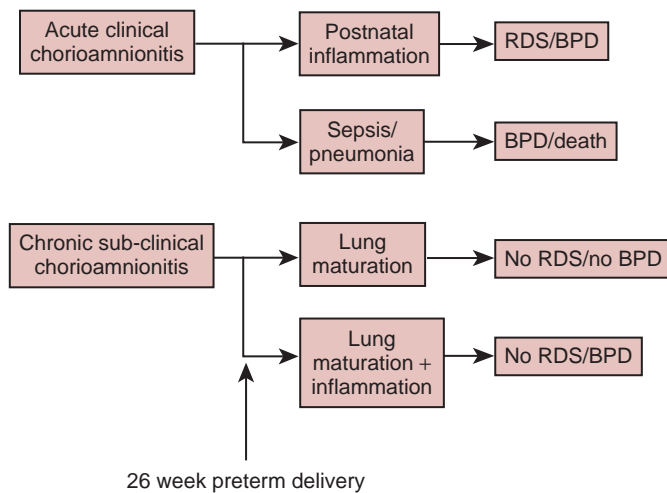 Acute clinical
chorioamnionitis
Postnatal
inflammation
RDS/BPD
Sepsis/
pneumonia
BPD/death
Chronic sub-clinical
chorioamnionitis
Lung
maturation
No RDS/no BPD
Lung
maturation +
inflammation
No RDS/BPD
26 week preterm delivery